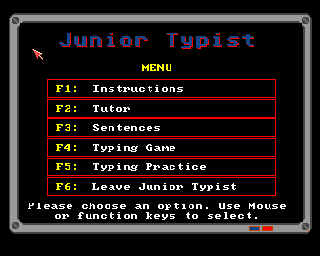 Junior Typist
MENU
F1: Instructions
F2: Tutor
F3: Sentences
F4: Typing Game
F5: Typing Practice
F6: Leave Junior Typist
Please choose an option. Use Mouse
or function keys to select.